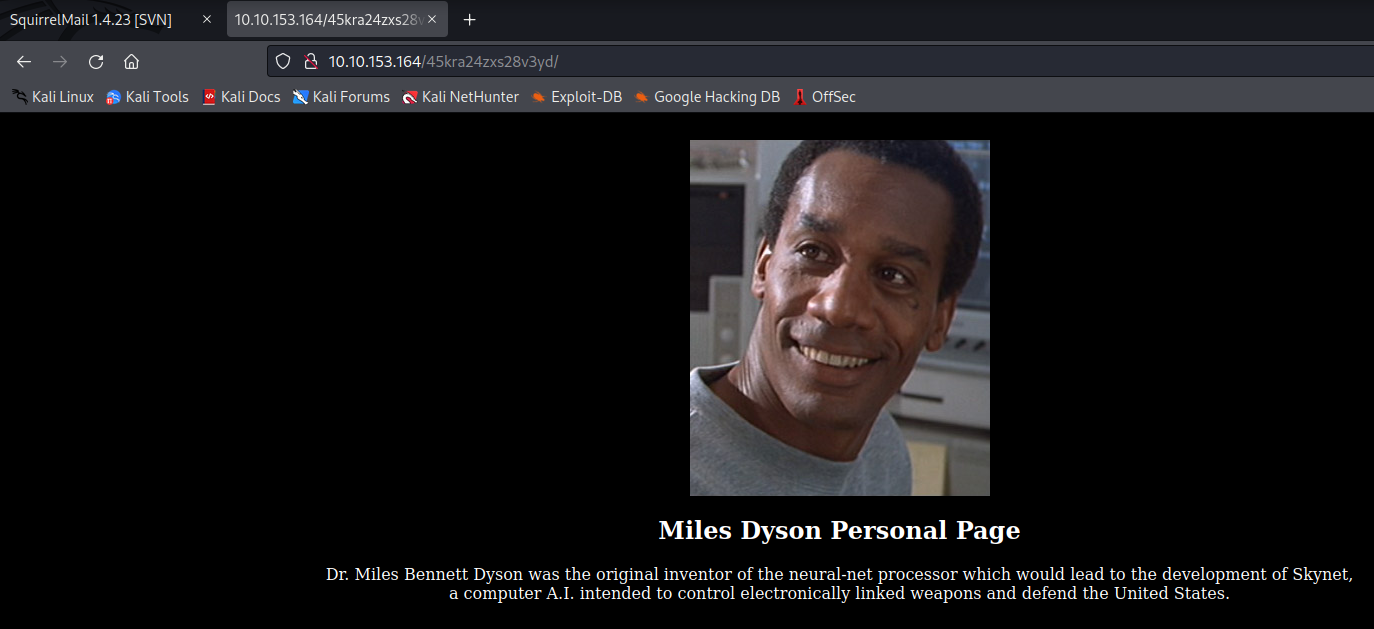 SquirrelMail 1.4.23 [SVN]
10.10.153.164/45kra24zxs28v
10.10.153.164/45kra24zxs28v3yd/
Kali Linux Kali Tools Kali Docs Kali Forums Kali NetHunter Exploit-DB Google Hacking DB OffSec
Miles Dyson Personal Page
Dr. Miles Bennett Dyson was the original inventor of the neural-net processor which would lead to the development of Skynet,
a computer A.I. intended to control electronically linked weapons and defend the United States.